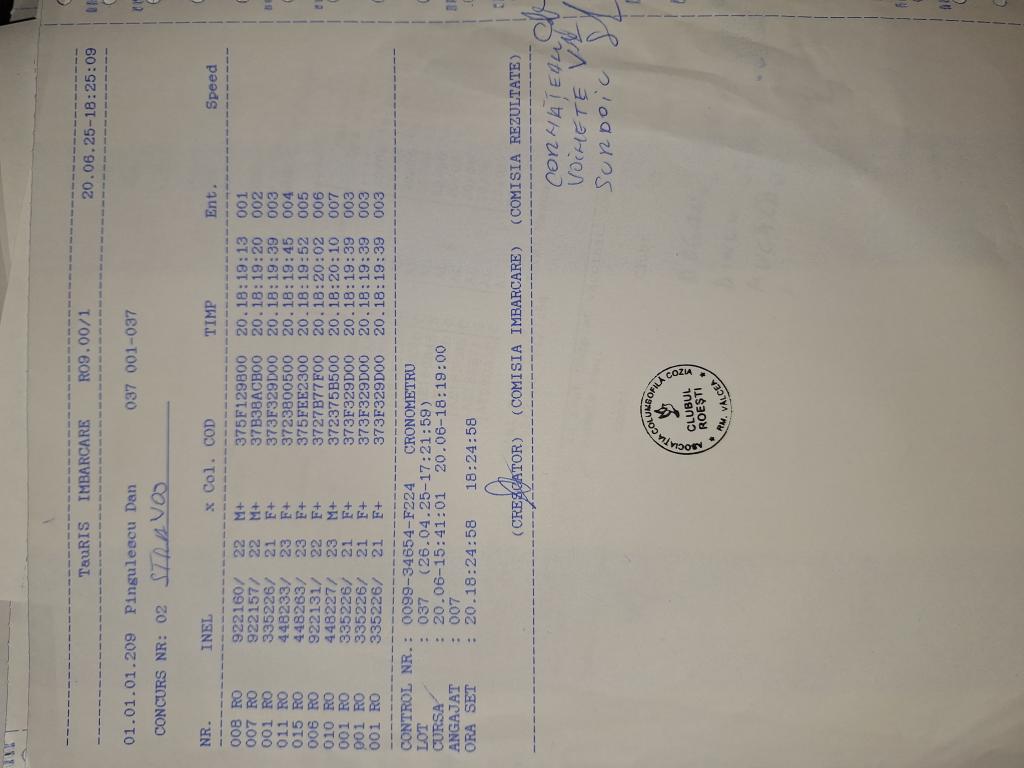 TauRIS IMBARCARE RO9.00/1 20.06.25-18:25:09
01.01.01.209 Pingulescu Dan 037 001-037
CONCURS NR: 02
NR. INEL x Col. COD TIMP Ent. Speed
008 RO 922160/ 22 M+ 375F129800 20.18:19:13 001
007 RO 922157/ 22 M+ 37B38ACB00 20.18:19:20 002
001 RO 335226/ 21 F+ 373F329D00 20.18:19:39 003
011 RO 448233/ 23 F+ 3723800500 20.18:19:45 004
015 RO 448263/ 23 F+ 375FEE2300 20.18:19:52 005
006 RO 922131/ 22 F+ 3727B77F00 20.18:20:02 006
010 RO 448227/ 23 M+ 372375B500 20.18:20:10 007
001 RO 335226/ 21 F+ 373F329D00 20.18:19:39 003
901 RO 335226/ 21 F+ 373F329D00 20.18:19:39 003
001 RO 335226/ 21 F+ 373F329D00 20.18:19:39 003
CONTROL NR.: 0099-34654-F224 CRONOMETRU
LOT : 037 (26.04.25-17:21:59)
CURSA : 20.06-15:41:01 20.06-18:19:00
ANGAJAT : 007
ORA SET : 20.18:24:58 18:24:58
(CRESCATOR) (COMISIA IMBARCARE) (COMISIA REZULTATE)
VOINETE
SURDOIU
ASOCIAȚIA COLUMBOFILĂ COZIA
CLUBUL
ROEȘTI
RM. VÂLCEA